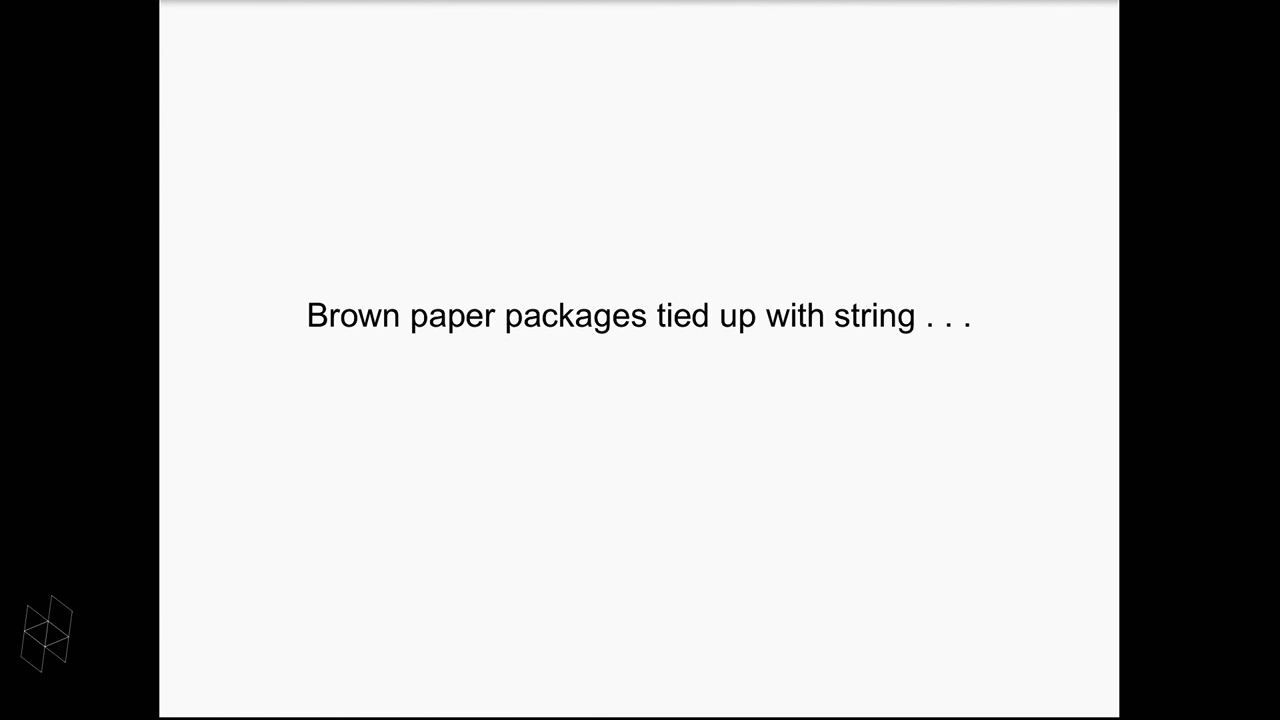 Brown paper packages tied up with string . . .